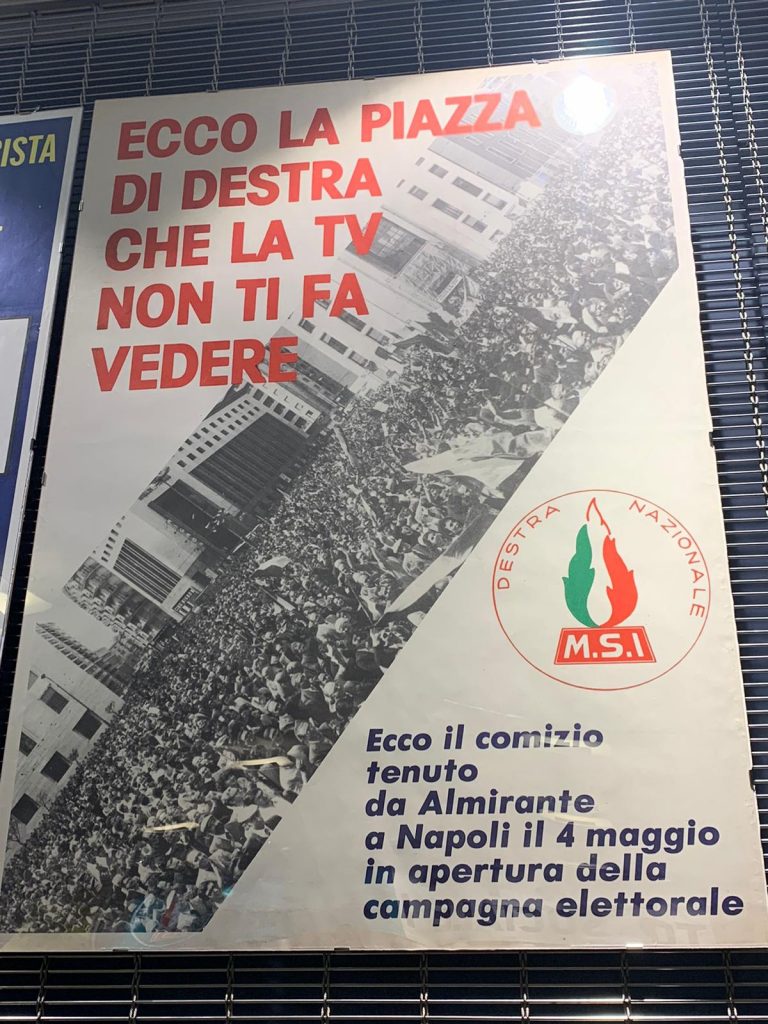 ISTA
ECCO LA PIAZZA
DI DESTRA
CHE LA TV
NON TI FA
VEDERE
DESTRA NAZIONALE
M.S.I
Ecco il comizio
tenuto
da Almirante
a Napoli il 4 maggio
in apertura della
campagna elettorale